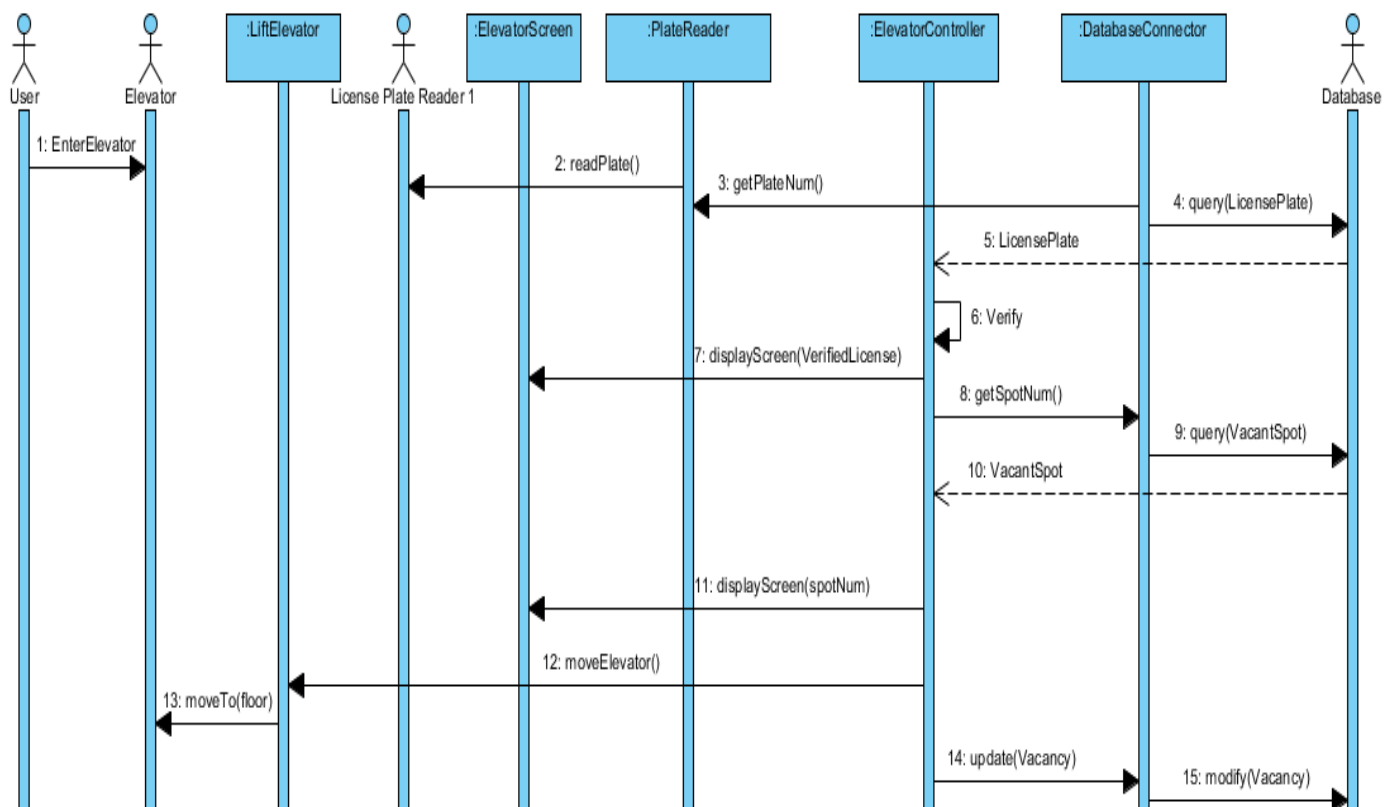 :LiftElevator
:ElevatorScreen
:PlateReader
:ElevatorController
:DatabaseConnector
User
Elevator
License Plate Reader 1
Database
1: EnterElevator
2: readPlate()
3: getPlateNum()
4: query(LicensePlate)
5: LicensePlate
6: Verify
7: displayScreen(VerifiedLicense)
8: getSpotNum()
9: query(VacantSpot)
10: VacantSpot
11: displayScreen(spotNum)
12: moveElevator()
13: moveTo(floor)
14: update(Vacancy)
15: modify(Vacancy)